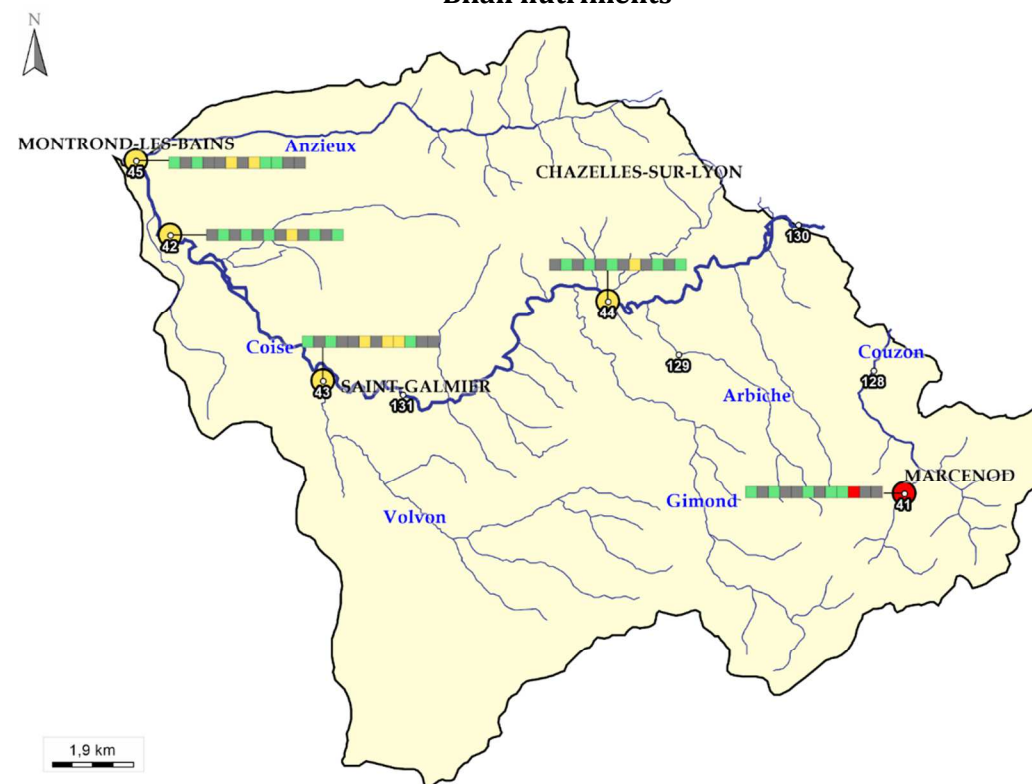 Bilan nutriments
N
MONTROND-LES-BAINS
Anzieux
45
CHAZELLES-SUR-LYON
42
130
44
Coise
Couzon
129
128
43
SAINT-GALMIER
131
Arbiche
MARCENOD
Gimond
41
Volvon
1,9 km